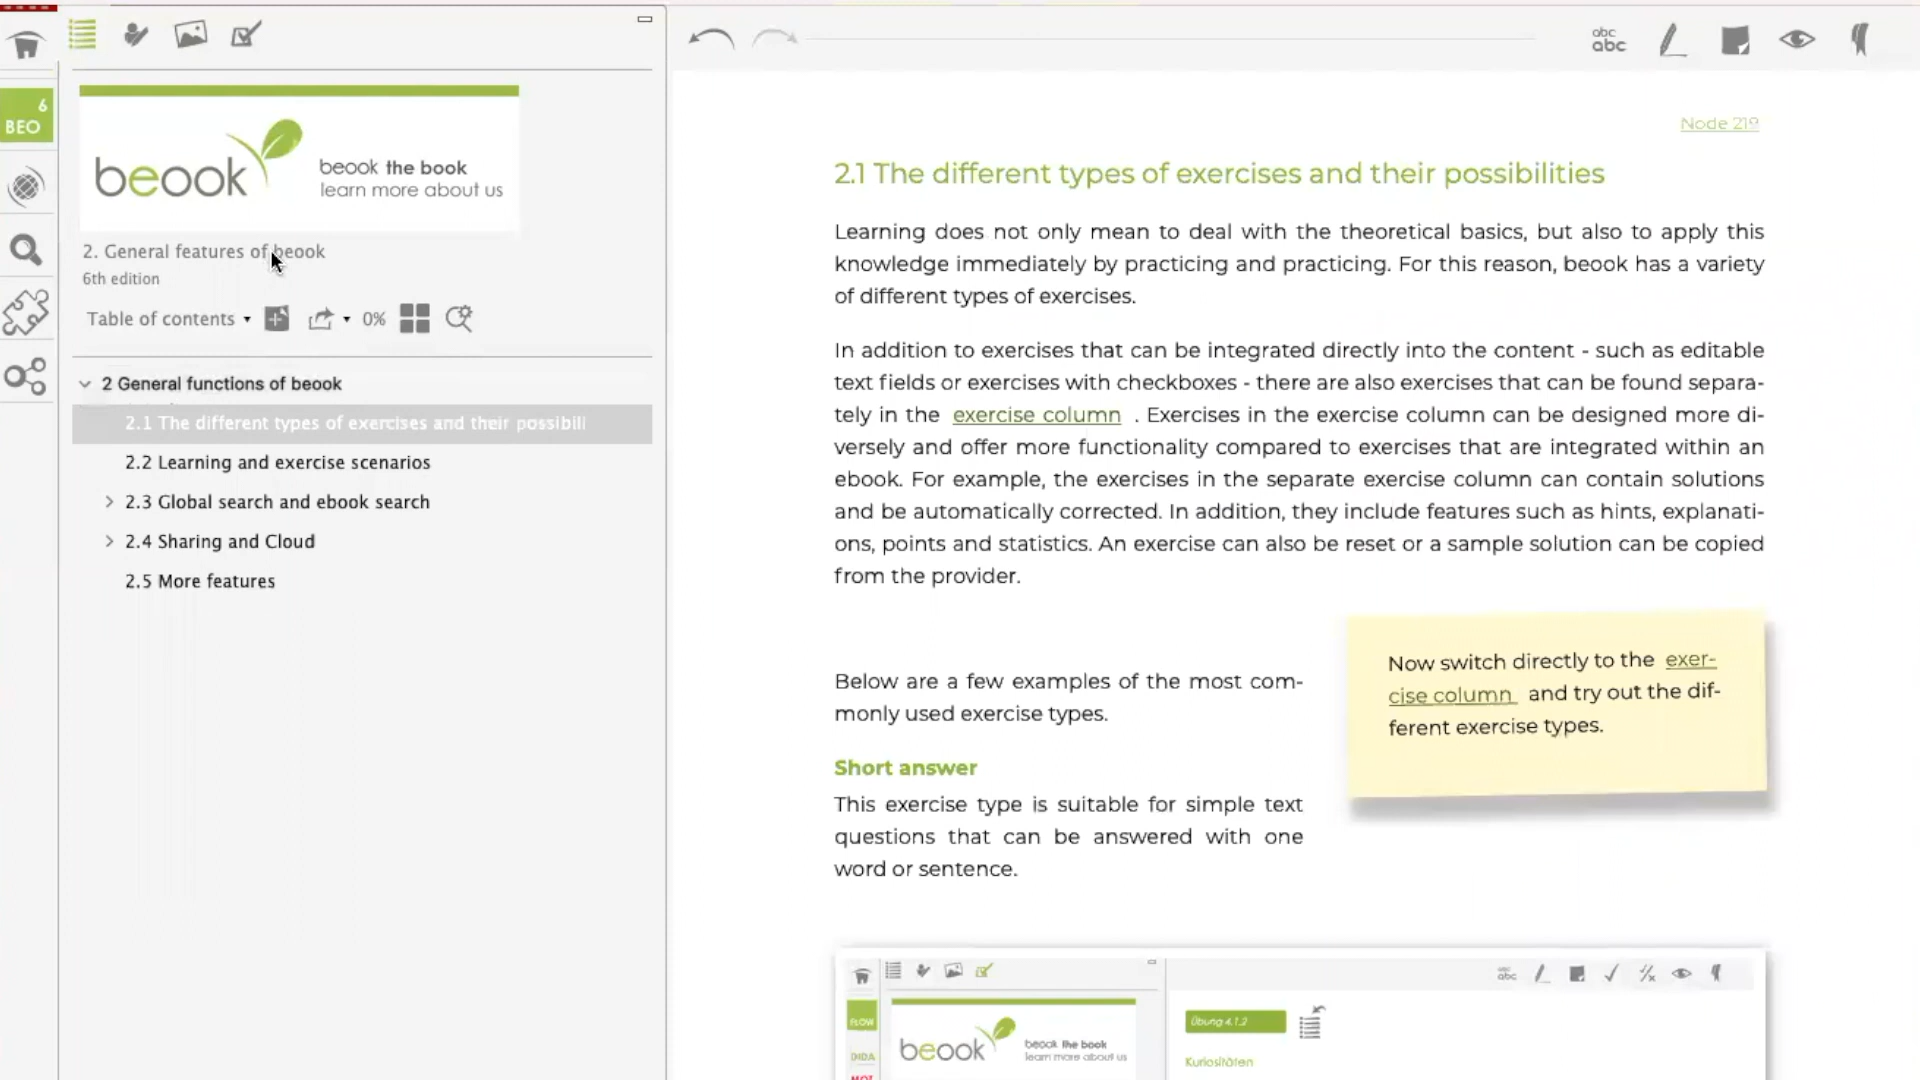 abc
abc
6
BEO
beook
beook the book
learn more about us
2. General features of beook
6th edition
Table of contents
0%
2 General functions of beook
2.1 The different types of exercises and their possibili
2.2 Learning and exercise scenarios
2.3 Global search and ebook search
2.4 Sharing and Cloud
2.5 More features
Node 219
2.1 The different types of exercises and their possibilities
Learning does not only mean to deal with the theoretical basics, but also to apply this
knowledge immediately by practicing and practicing. For this reason, beook has a variety
of different types of exercises.
In addition to exercises that can be integrated directly into the content - such as editable
text fields or exercises with checkboxes - there are also exercises that can be found separa-
tely in the exercise column . Exercises in the exercise column can be designed more di-
versely and offer more functionality compared to exercises that are integrated within an
ebook. For example, the exercises in the separate exercise column can contain solutions
and be automatically corrected. In addition, they include features such as hints, explanati-
ons, points and statistics. An exercise can also be reset or a sample solution can be copied
from the provider.
Below are a few examples of the most com-
monly used exercise types.
Now switch directly to the exer-
cise column and try out the dif-
ferent exercise types.
Short answer
This exercise type is suitable for simple text
questions that can be answered with one
word or sentence.
abc
abc
FLOW
DIDA
beook
beook the book
learn more about us
Übung 4.1.2
Kuriositäten